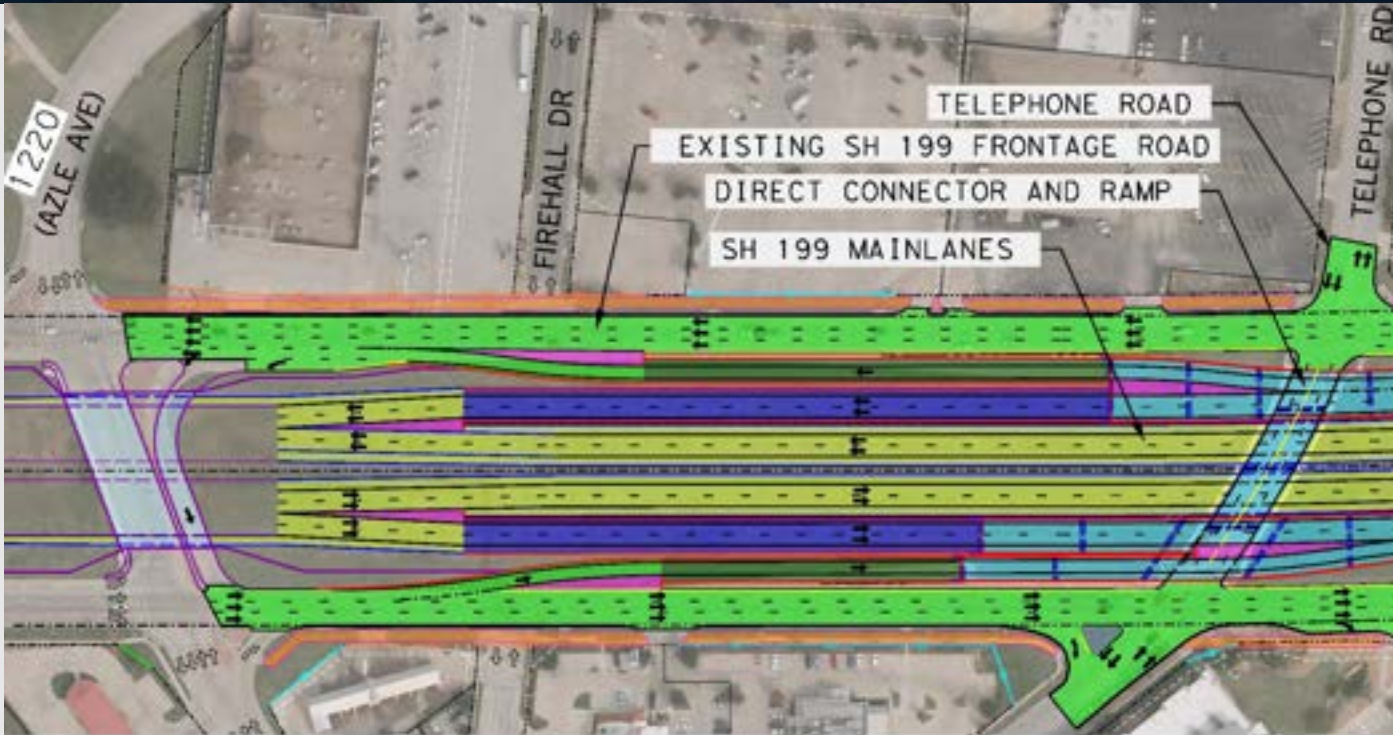 1220
(AZLE AVE)
FIREHALL DR
TELEPHONE RD
TELEPHONE ROAD
EXISTING SH 199 FRONTAGE ROAD
DIRECT CONNECTOR AND RAMP
SH 199 MAINLANES